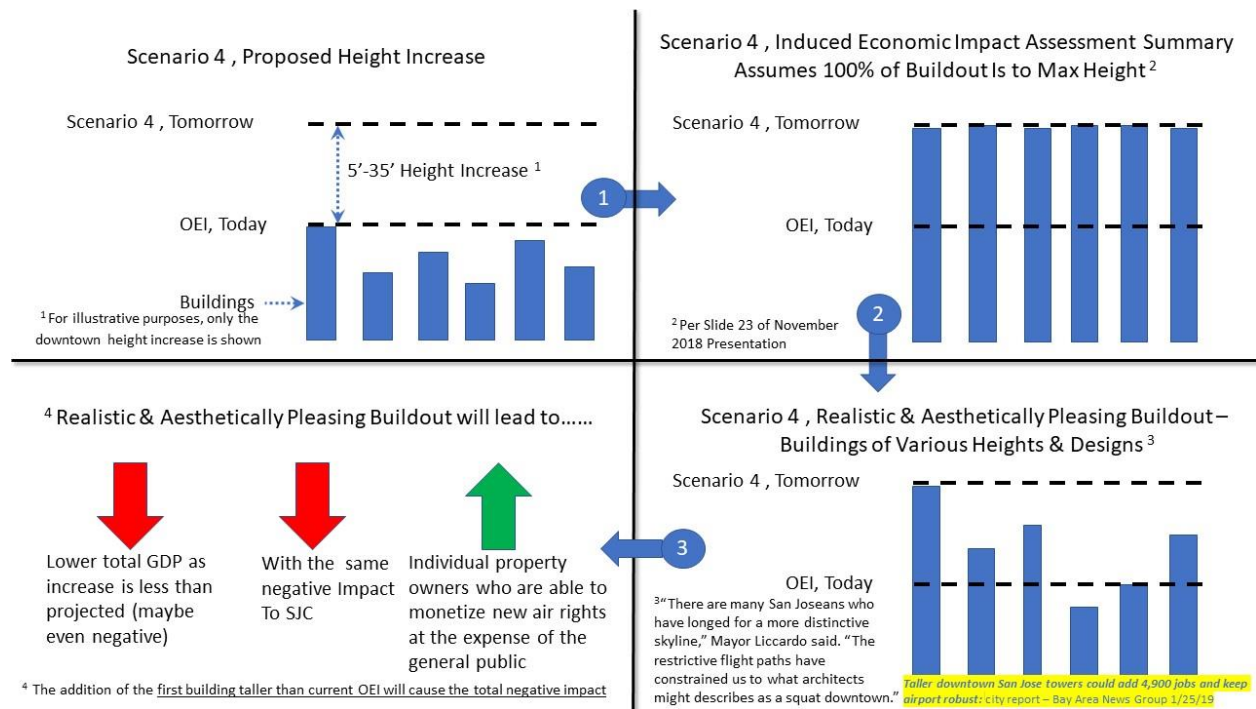 Scenario 4 , Proposed Height Increase
Scenario 4 , Tomorrow
5’-35’ Height Increase 1
OEI, Today
Buildings
1 For illustrative purposes, only the
downtown height increase is shown
1
Scenario 4 , Induced Economic Impact Assessment Summary
Assumes 100% of Buildout Is to Max Height 2
Scenario 4 , Tomorrow
OEI, Today
2 Per Slide 23 of November
2018 Presentation
2
Scenario 4 , Realistic & Aesthetically Pleasing Buildout –
Buildings of Various Heights & Designs 3
Scenario 4 , Tomorrow
OEI, Today
3“There are many San Joseans who
have longed for a more distinctive
skyline,” Mayor Liccardo said. “The
restrictive flight paths have
constrained us to what architects
might describes as a squat downtown.”
Taller downtown San Jose towers could add 4,900 jobs and keep
airport robust: city report – Bay Area News Group 1/25/19
3
4 Realistic & Aesthetically Pleasing Buildout will lead to……
Lower total GDP as
increase is less than
projected (maybe
even negative)
With the same
negative Impact
To SJC
Individual property
owners who are able to
monetize new air rights
at the expense of the
general public
4 The addition of the first building taller than current OEI will cause the total negative impact